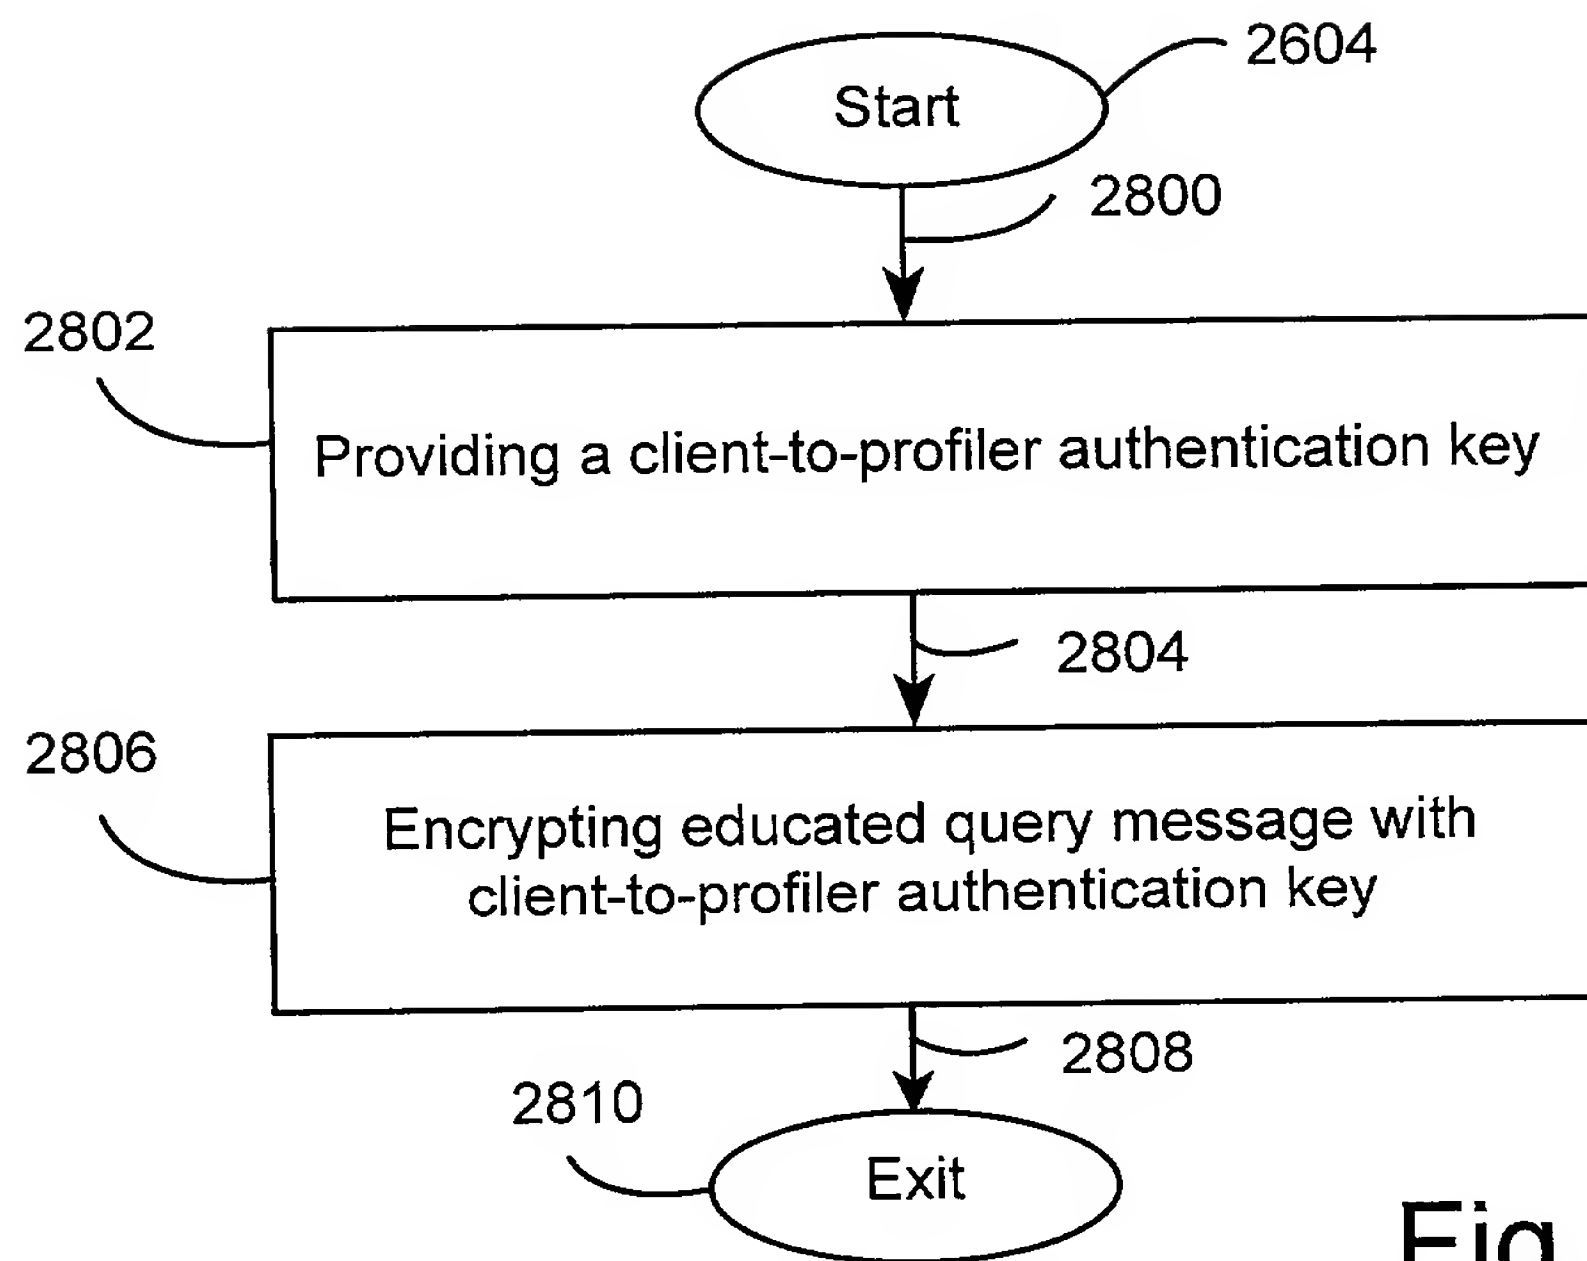 2604
Start
2800
2802
Providing a client-to-profiler authentication key
2804
2806
Encrypting educated query message with
client-to-profiler authentication key
2808
2810
Exit
Fig